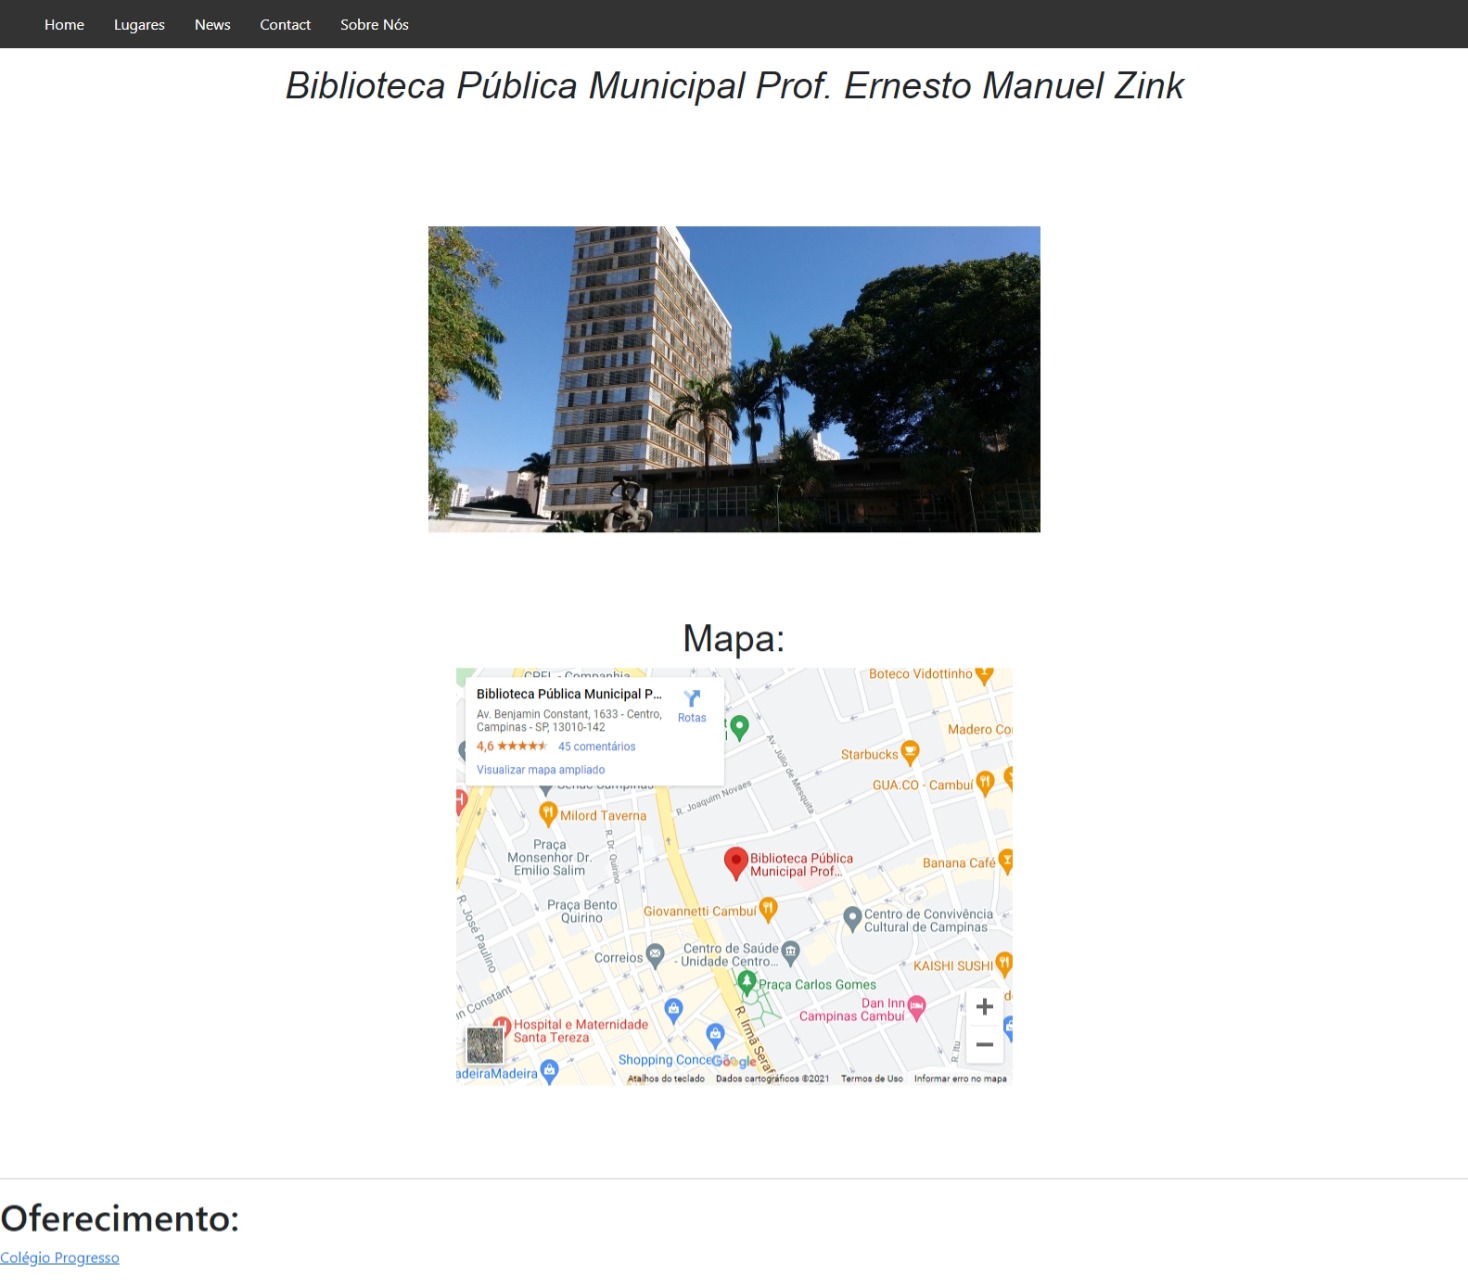 Home Lugares News Contact Sobre Nós
Biblioteca Pública Municipal Prof. Ernesto Manuel Zink
Mapa:
Biblioteca Pública Municipal P...
Av. Benjamin Constant, 1633 - Centro,
Campinas - SP, 13010-142
4,6 45 comentários
Visualizar mapa ampliado
Rotas
Boteco Vidottinho
Madero Co
Starbucks
Av. Júlio de Mesquita
GUA.CO - Cambuí
R. Joaquim Novaes
Milord Taverna
R. Dr. Quirino
Praça
Monsenhor Dr.
Emilio Salim
Biblioteca Pública
Municipal Prof...
Banana Café
R. José Paulino
Praça Bento
Quirino
Giovannetti Cambuí
Centro de Convivência
Cultural de Campinas
Correios
Centro de Saúde
- Unidade Centro...
KAISHI SUSHI
Praça Carlos Gomes
Dan Inn
Campinas Cambuí
n Constant
Hospital e Maternidade
Santa Tereza
R. Irmã Seraf
R. Itu
+
−
Shopping Conce
Google
adeiraMadeira
Atalhos do teclado Dados cartográficos ©2021 Termos de Uso Informar erro no mapa
Oferecimento:
Colégio Progresso